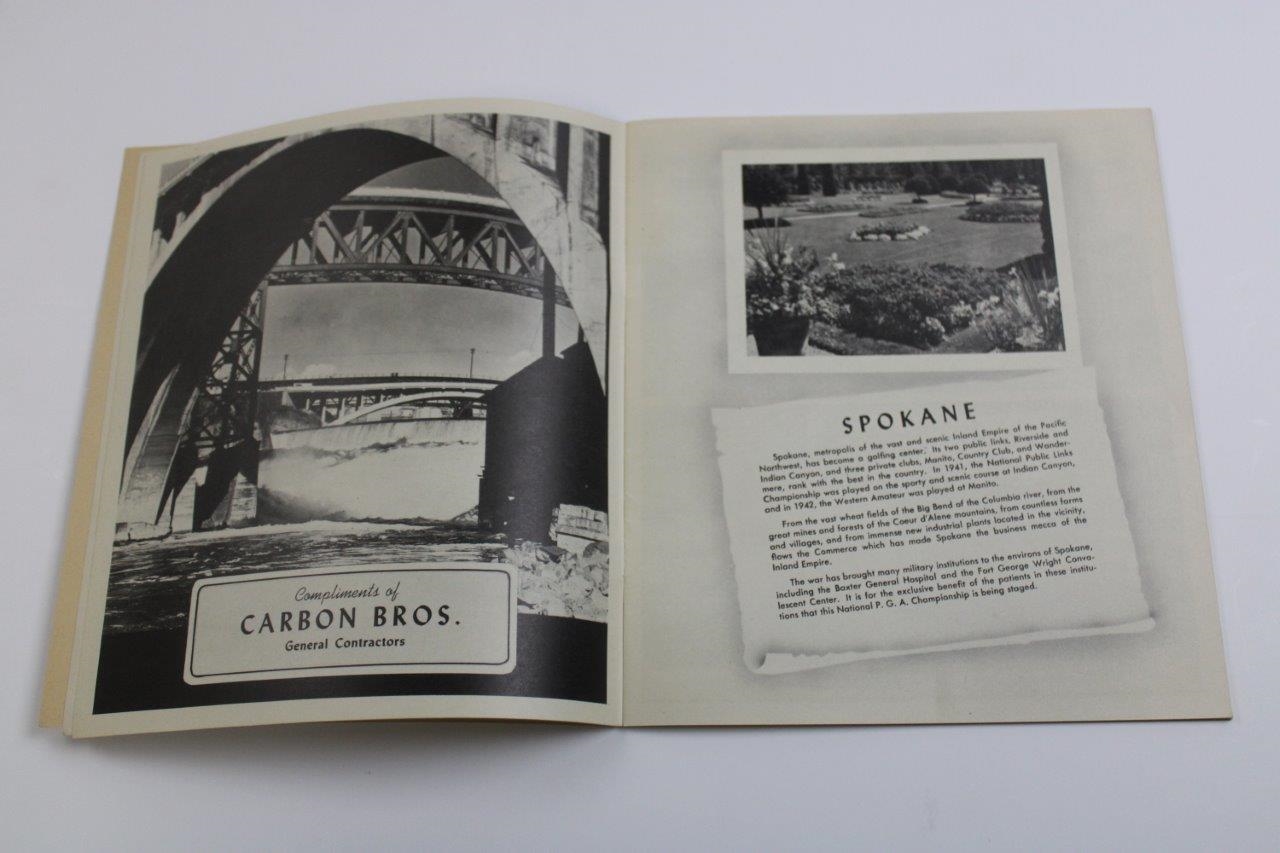 Compliments of
CARBON BROS.
General Contractors
SPOKANE
Spokane, metropolis of the vast and scenic Inland Empire of the Pacific
Northwest, has become a golfing center. Its two public links, Riverside and
Indian Canyon, and three private clubs, Manito, Country Club, and Wander-
mere, rank with the best in the country. In 1941, the National Public Links
Championship was played on the sporty and scenic course at Indian Canyon,
and in 1942, the Western Amateur was played at Manito.
From the vast wheat fields of the Big Bend of the Columbia river, from the
great mines and forests of the Coeur d'Alene mountains, from countless farms
and villages, and from immense new industrial plants located in the vicinity,
flows the Commerce which has made Spokane the business mecca of the
Inland Empire.
The war has brought many military institutions to the environs of Spokane,
including the Baxter General Hospital and the Fort George Wright Conva-
lescent Center. It is for the exclusive benefit of the patients in these institu-
tions that this National P. G. A. Championship is being staged.